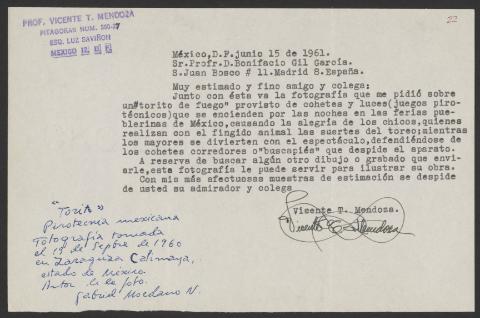 PROF. VICENTE T. MENDOZA
PITAGORAS NUM.
ESQ. LUZ SAVIÑON
MEXICO 12, D. F.
22
México,D.F.junio 15 de 1961.
Sr.Profr.D.Bonifacio Gil García.
S.Juan Bosco # 11.Madrid 8.España.
Muy estimado y fino amigo y colega:
Junto con ésta va la fotografía que me pidió sobre
un"torito de fuego" provisto de cohetes y luces(juegos piro-
técnicos)que se encienden por las noches en las ferias pue-
blerinas de México,causando la alegría de los chicos,quienes
realizan con el fingido animal las suertes del toreo;mientras
los mayores se divierten con el espectáculo,defendiéndose de
los cohetes corredores o"buscapiés" que despide el aparato.
A reserva de buscar algún otro dibujo o grabado que envi-
arle,esta fotografía le puede servir para ilustrar su obra.
Con mis más afectuosas muestras de estimación se despide
de usted su admirador y colega
Vicente T. Mendoza.
Vicente T. Mendoza
"Torito"
Pirotecnia mexicana
Fotografía tomada
el 15 de Sepbre de 1960
en Zaragoza Calimaya,
estado de México.
Autor de la foto.
Gabriel Moedano N.